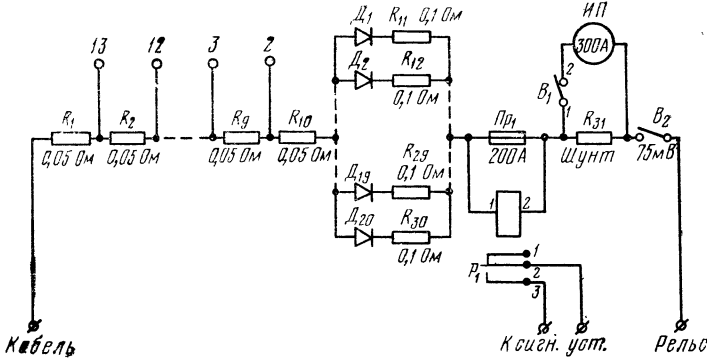 ИП
300А
Д1 R11 0,1 Ом
13 12 3 2
Д2 R12
0,1 Ом
2
В1
1
R1 R2 R9 R10
0,05 Ом 0,05 Ом 0,05 Ом 0,05 Ом
Пр1 R31 В2
200А Шунт 75мВ
R29
Д19 0,1 Ом
Д20 R30
0,1 Ом
1 2
Р1 1
2
3
Кабель К сигн. уст. Рельс